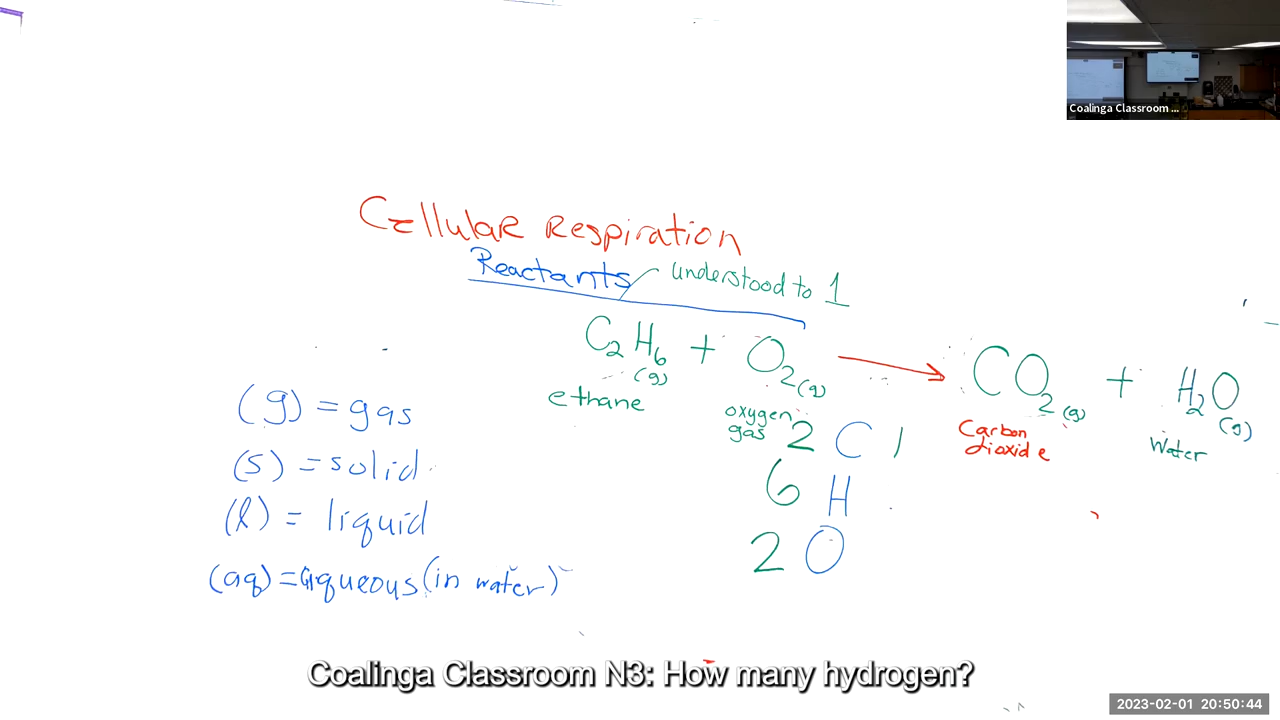 Coalinga Classroom ...
Cellular Respiration
Reactants understood to 1
C2H6(g) + O2(g) → CO2(g) + H2O(g)
ethane oxygen gas Carbon dioxide Water
(g) = gas
(s) = solid
(l) = liquid
(aq) = aqueous (in water)
2 C 1
6 H
2 O
Coalinga Classroom N3: How many hydrogen?
2023-02-01 20:50:44